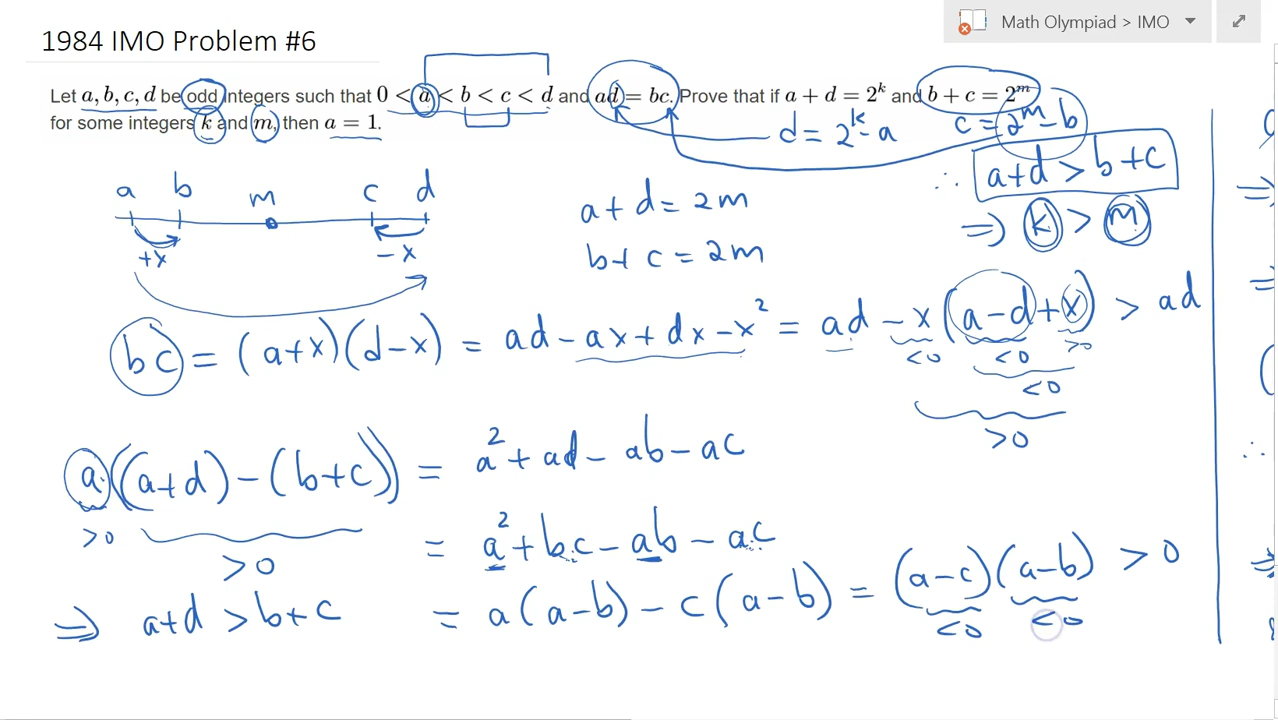 Math Olympiad > IMO
1984 IMO Problem #6
Let a, b, c, d be odd integers such that 0 < a < b < c < d and ad = bc. Prove that if a + d = 2^k and b + c = 2^m
for some integers k and m, then a = 1.
d = 2^k - a
c = 2^m - b
∴ a+d > b+c
⇒ k > m
a b m c d
+x -x
a+d = 2m
b+c = 2m
bc = (a+x)(d-x) = ad - ax + dx - x^2 = ad - x(a-d+x) > ad
<0 <0 >0
<0
>0
a((a+d)-(b+c)) = a^2 + ad - ab - ac
>0 >0
= a^2 + bc - ab - ac
⇒ a+d > b+c
= a(a-b) - c(a-b) = (a-c)(a-b) > 0
<0 <0